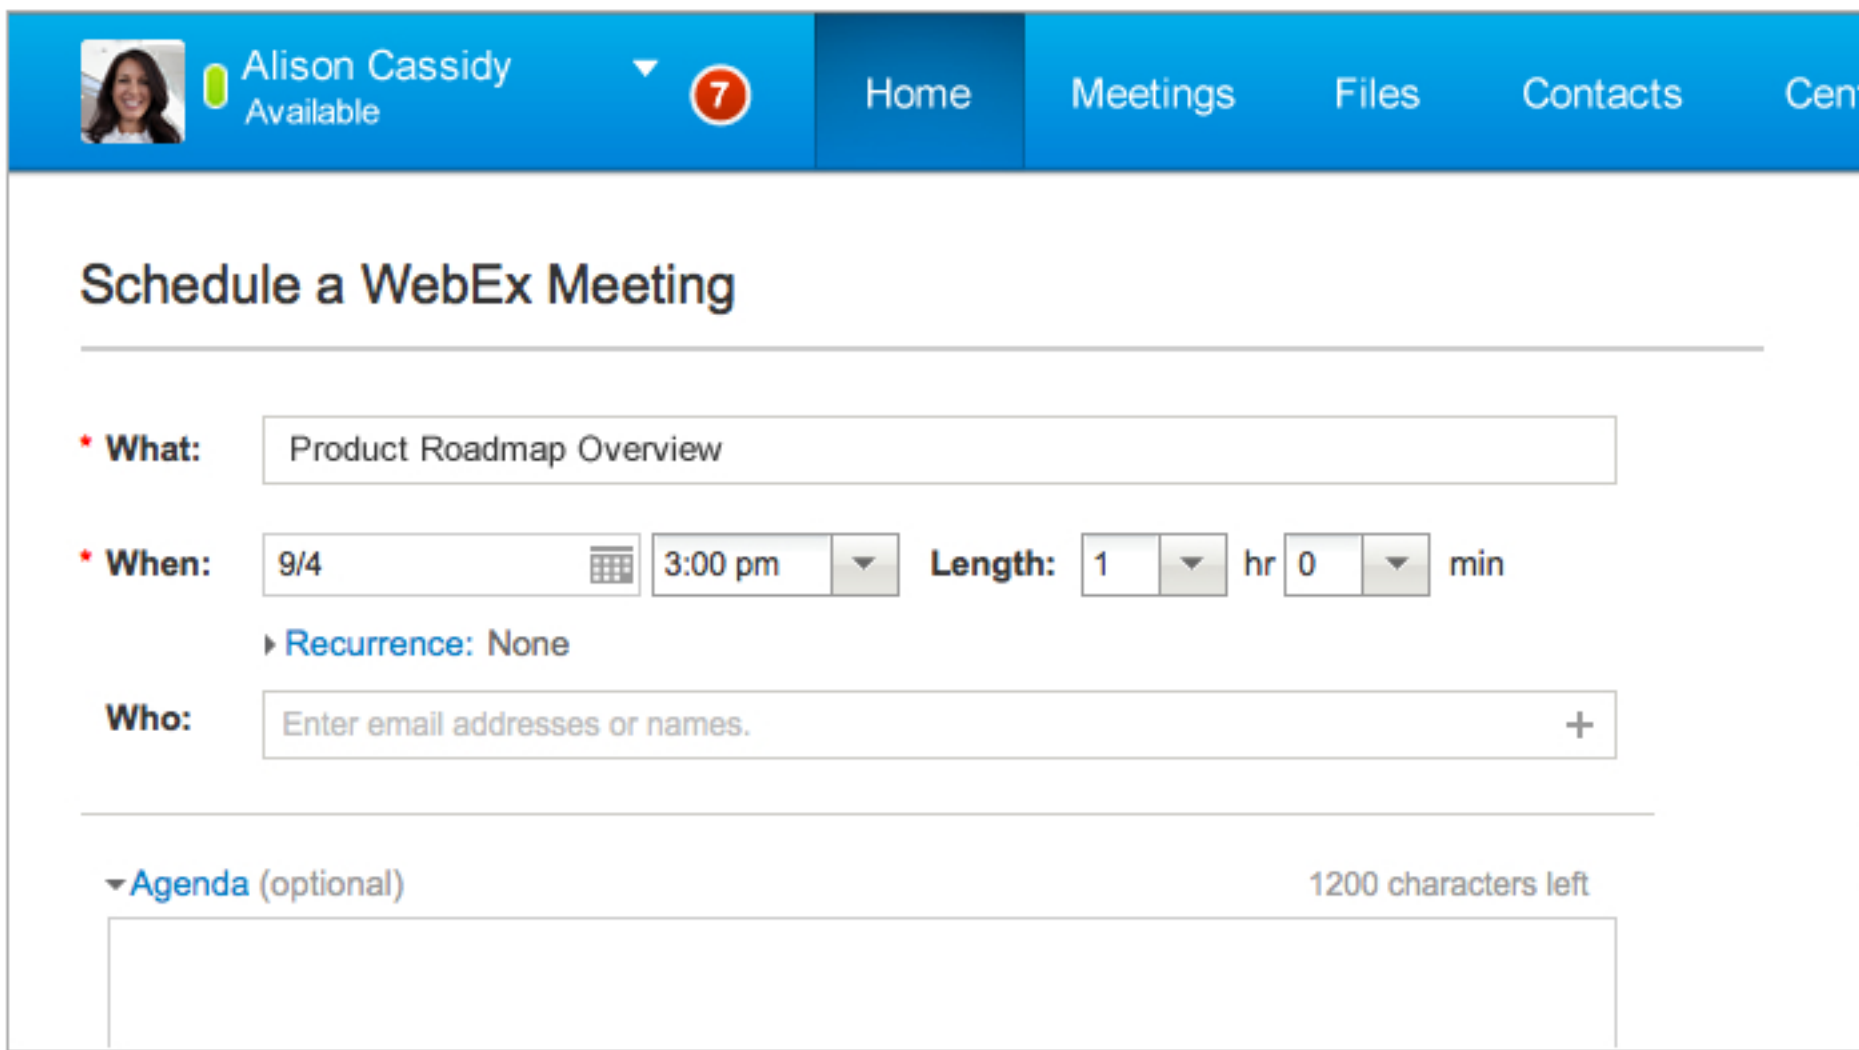 Alison Cassidy
Available
7
Home Meetings Files Contacts
Schedule a WebEx Meeting
* What: Product Roadmap Overview
* When: 9/4 3:00 pm Length: 1 hr 0 min
Recurrence: None
Who: Enter email addresses or names. +
Agenda (optional) 1200 characters left